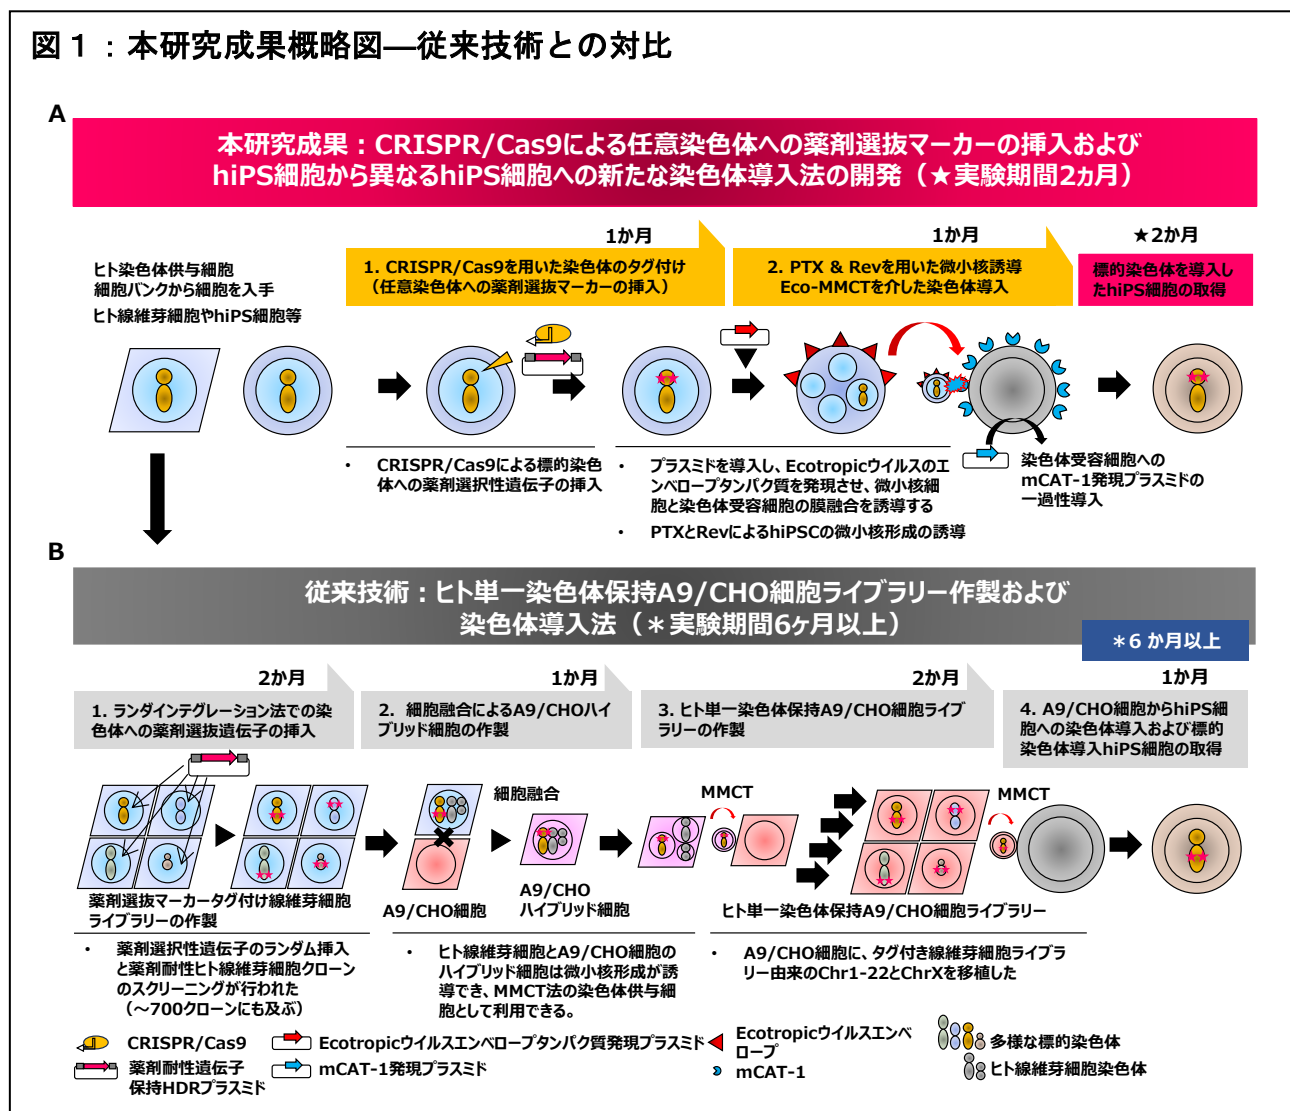 図１：本研究成果概略図―従来技術との対比
A
本研究成果：CRISPR/Cas9による任意染色体への薬剤選抜マーカーの挿入および
hiPS細胞から異なるhiPS細胞への新たな染色体導入法の開発（★実験期間2ヵ月）
1か月
1か月
★2か月
ヒト染色体供与細胞
細胞バンクから細胞を入手
ヒト線維芽細胞やhiPS細胞等
1. CRISPR/Cas9を用いた染色体のタグ付け
（任意染色体への薬剤選抜マーカーの挿入）
2. PTX & Revを用いた微小核誘導
Eco-MMCTを介した染色体導入
標的染色体を導入し
たhiPS細胞の取得
• CRISPR/Cas9による標的染色
体への薬剤選択性遺伝子の挿入
• プラスミドを導入し、Ecotropicウイルスのエ
ンベロープタンパク質を発現させ、微小核細
胞と染色体受容細胞の膜融合を誘導する
• PTXとRevによるhiPSCの微小核形成の誘導
染色体受容細胞への
mCAT-1発現プラスミドの
一過性導入
B
従来技術：ヒト単一染色体保持A9/CHO細胞ライブラリー作製および
染色体導入法（＊実験期間6ヶ月以上）
＊6 か月以上
2か月
1か月
2か月
1か月
1. ランダインテグレーション法での染
色体への薬剤選抜遺伝子の挿入
2. 細胞融合によるA9/CHOハイ
ブリッド細胞の作製
3. ヒト単一染色体保持A9/CHO細胞ライブ
ラリーの作製
4. A9/CHO細胞からhiPS細
胞への染色体導入および標的
染色体導入hiPS細胞の取得
細胞融合
MMCT
MMCT
薬剤選抜マーカータグ付け線維芽細胞
ライブラリーの作製
A9/CHO細胞
A9/CHO
ハイブリッド細胞
ヒト単一染色体保持A9/CHO細胞ライブラリー
• 薬剤選択性遺伝子のランダム挿入
と薬剤耐性ヒト線維芽細胞クローン
のスクリーニングが行われた
（～700クローンにも及ぶ）
• ヒト線維芽細胞とA9/CHO細胞の
ハイブリッド細胞は微小核形成が誘
導でき、MMCT法の染色体供与細
胞として利用できる。
• A9/CHO細胞に、タグ付き線維芽細胞ライブラ
リー由来のChr1-22とChrXを移植した
CRISPR/Cas9
薬剤耐性遺伝子
保持HDRプラスミド
Ecotropicウイルスエンベロープタンパク質発現プラスミド
mCAT-1発現プラスミド
Ecotropicウイルスエンベ
ロープ
mCAT-1
多様な標的染色体
ヒト線維芽細胞染色体